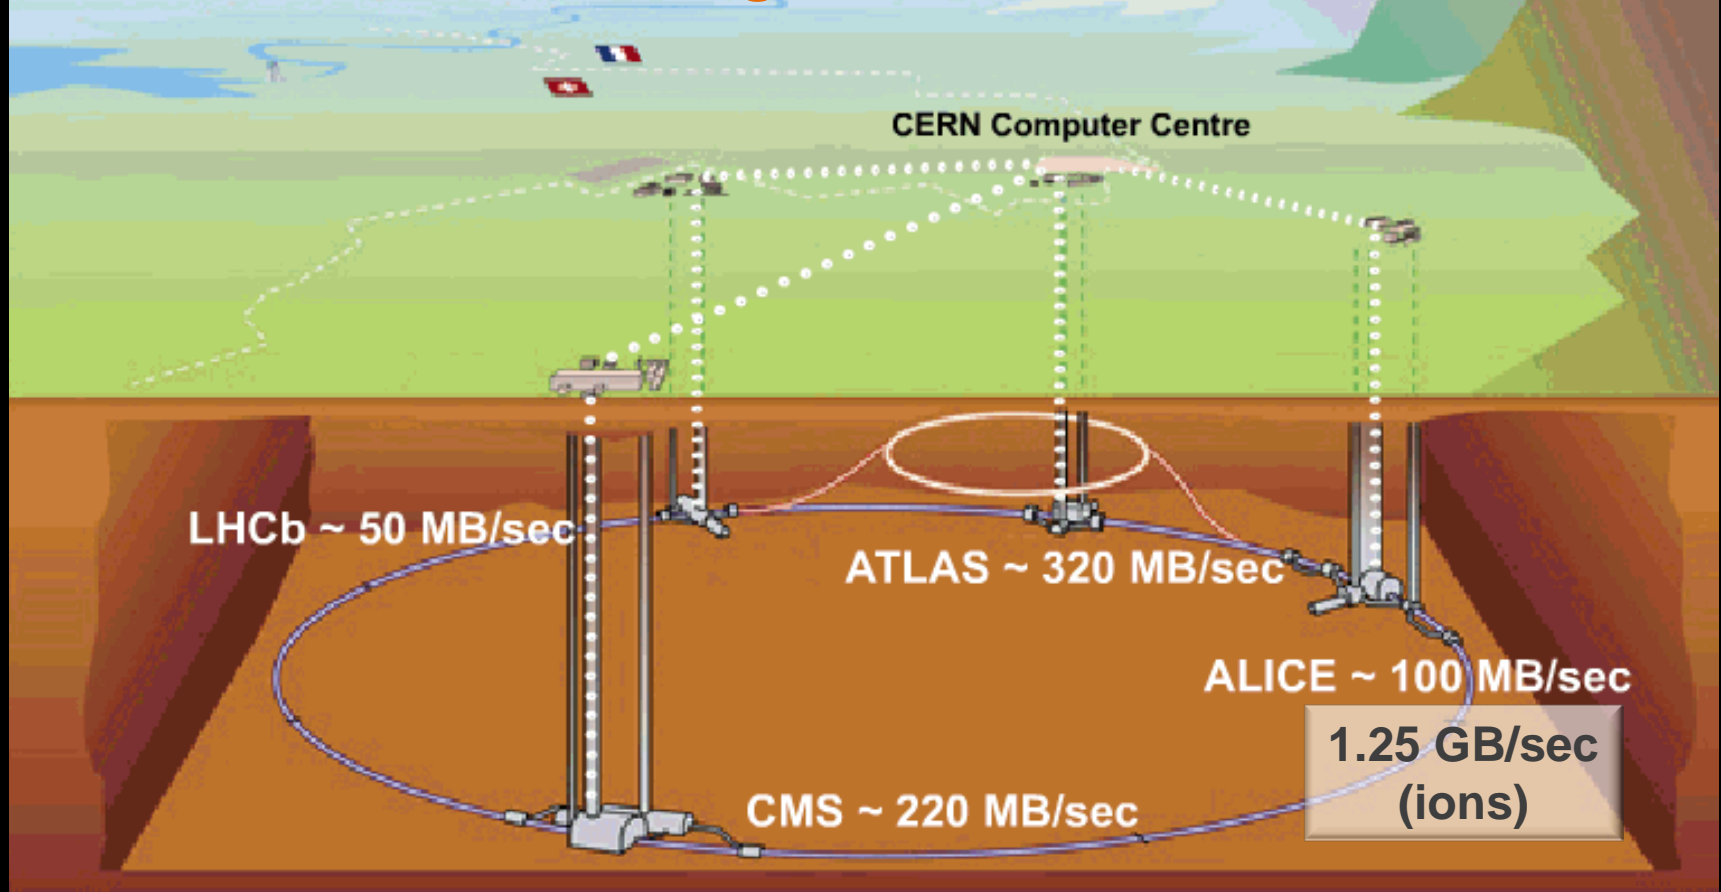 CERN Computer Centre
LHCb ~ 50 MB/sec
ATLAS ~ 320 MB/sec
ALICE ~ 100 MB/sec
1.25 GB/sec
(ions)
CMS ~ 220 MB/sec